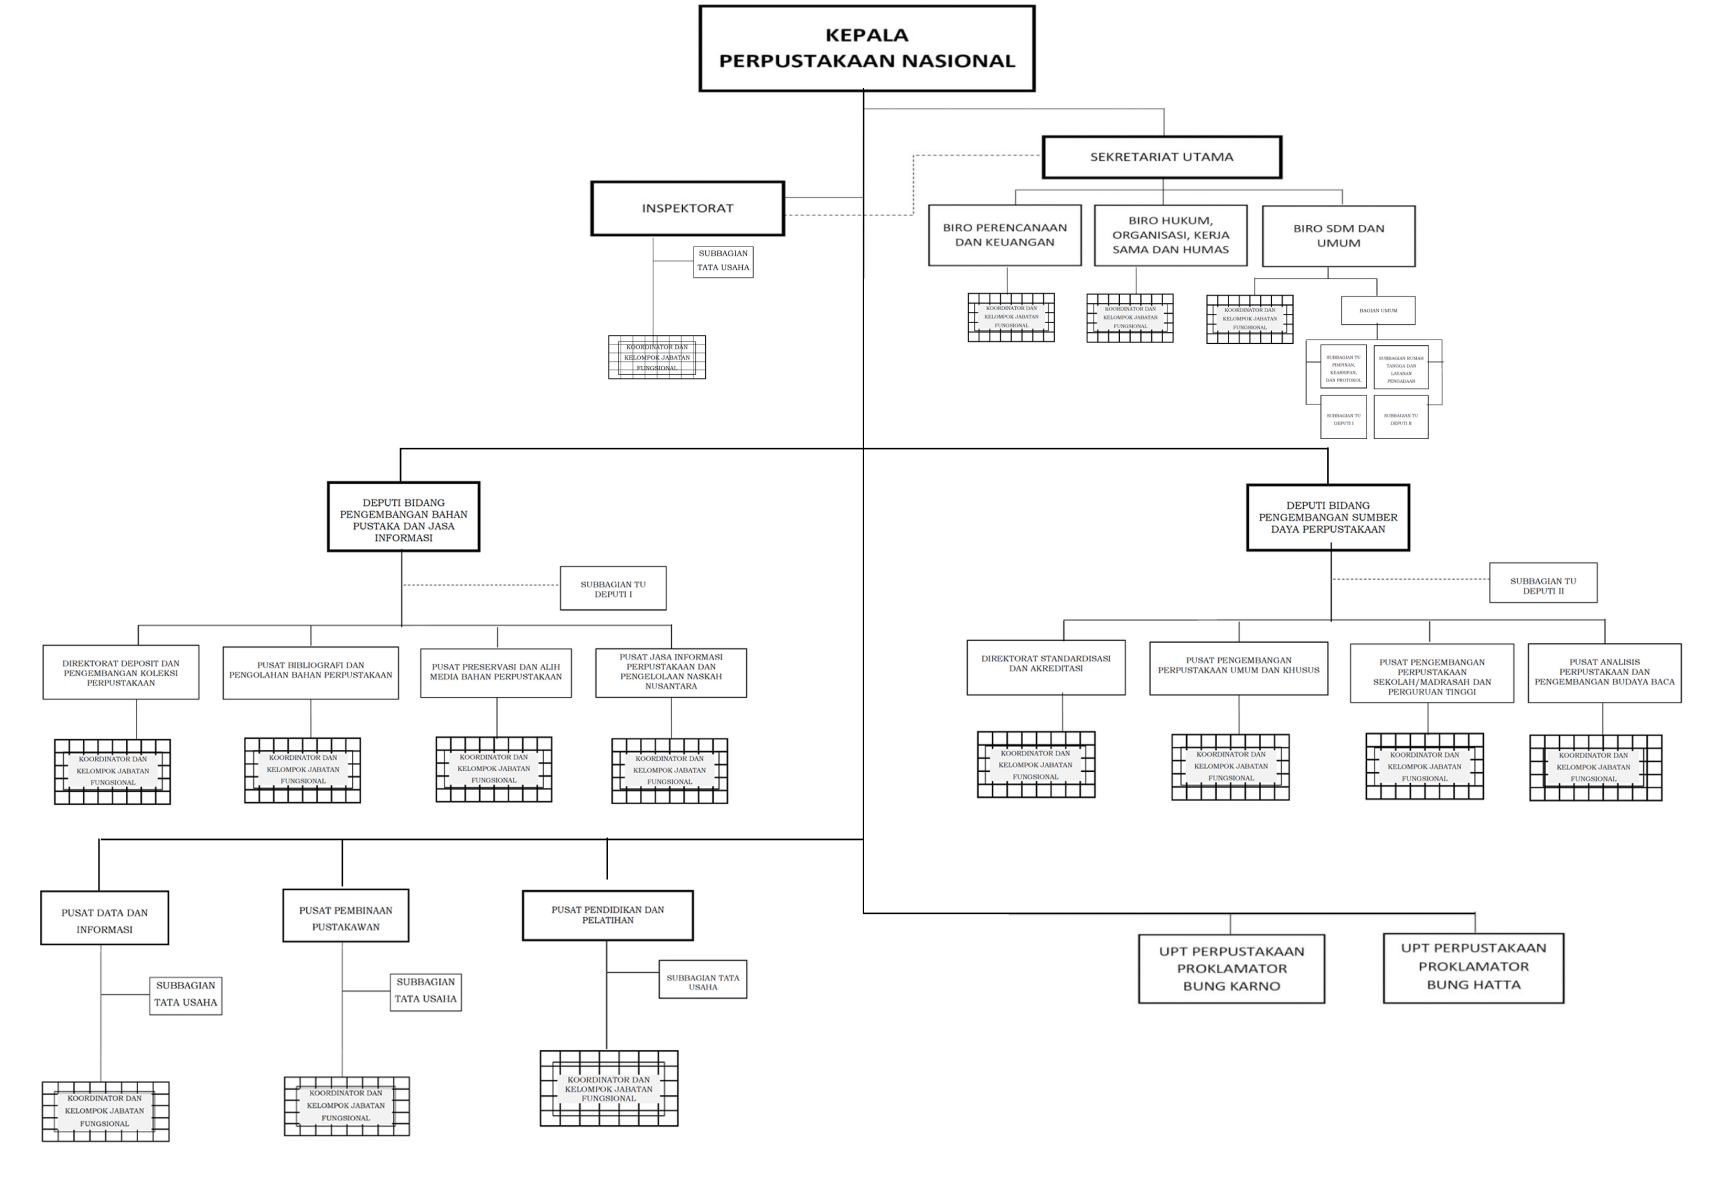 KEPALA
PERPUSTAKAAN NASIONAL
SEKRETARIAT UTAMA
INSPEKTORAT
SUBBAGIAN
TATA USAHA
KOORDINATOR DAN
KELOMPOK JABATAN
FUNGSIONAL
BIRO PERENCANAAN
DAN KEUANGAN
BIRO HUKUM,
ORGANISASI, KERJA
SAMA DAN HUMAS
BIRO SDM DAN
UMUM
KOORDINATOR DAN
KELOMPOK JABATAN
FUNGSIONAL
KOORDINATOR DAN
KELOMPOK JABATAN
FUNGSIONAL
KOORDINATOR DAN
KELOMPOK JABATAN
FUNGSIONAL
BAGIAN UMUM
SUBBAGIAN TU
PIMPINAN,
KEARSIPAN,
DAN PROTOKOL
SUBBAGIAN RUMAH
TANGGA DAN
LAYANAN
PENGADAAN
SUBBAGIAN TU
DEPUTI I
SUBBAGIAN TU
DEPUTI II
DEPUTI BIDANG
PENGEMBANGAN BAHAN
PUSTAKA DAN JASA
INFORMASI
SUBBAGIAN TU
DEPUTI I
DIREKTORAT DEPOSIT DAN
PENGEMBANGAN KOLEKSI
PERPUSTAKAAN
PUSAT BIBLIOGRAFI DAN
PENGOLAHAN BAHAN PERPUSTAKAAN
PUSAT PRESERVASI DAN ALIH
MEDIA BAHAN PERPUSTAKAAN
PUSAT JASA INFORMASI
PERPUSTAKAAN DAN
PENGELOLAAN NASKAH
NUSANTARA
KOORDINATOR DAN
KELOMPOK JABATAN
FUNGSIONAL
KOORDINATOR DAN
KELOMPOK JABATAN
FUNGSIONAL
KOORDINATOR DAN
KELOMPOK JABATAN
FUNGSIONAL
KOORDINATOR DAN
KELOMPOK JABATAN
FUNGSIONAL
DEPUTI BIDANG
PENGEMBANGAN SUMBER
DAYA PERPUSTAKAAN
SUBBAGIAN TU
DEPUTI II
DIREKTORAT STANDARDISASI
DAN AKREDITASI
PUSAT PENGEMBANGAN
PERPUSTAKAAN UMUM DAN KHUSUS
PUSAT PENGEMBANGAN
PERPUSTAKAAN
SEKOLAH/MADRASAH DAN
PERGURUAN TINGGI
PUSAT ANALISIS
PERPUSTAKAAN DAN
PENGEMBANGAN BUDAYA BACA
KOORDINATOR DAN
KELOMPOK JABATAN
FUNGSIONAL
KOORDINATOR DAN
KELOMPOK JABATAN
FUNGSIONAL
KOORDINATOR DAN
KELOMPOK JABATAN
FUNGSIONAL
KOORDINATOR DAN
KELOMPOK JABATAN
FUNGSIONAL
PUSAT DATA DAN
INFORMASI
PUSAT PEMBINAAN
PUSTAKAWAN
PUSAT PENDIDIKAN DAN
PELATIHAN
SUBBAGIAN
TATA USAHA
SUBBAGIAN
TATA USAHA
SUBBAGIAN TATA
USAHA
KOORDINATOR DAN
KELOMPOK JABATAN
FUNGSIONAL
KOORDINATOR DAN
KELOMPOK JABATAN
FUNGSIONAL
KOORDINATOR DAN
KELOMPOK JABATAN
FUNGSIONAL
UPT PERPUSTAKAAN
PROKLAMATOR
BUNG KARNO
UPT PERPUSTAKAAN
PROKLAMATOR
BUNG HATTA